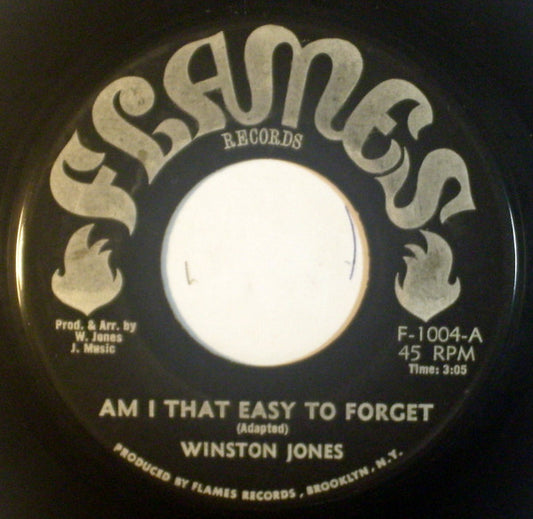 FLAMES
RECORDS
Prod. & Arr. by
W. Jones
J. Music
F-1004-A
45 RPM
Time: 3:05
AM I THAT EASY TO FORGET
(Adapted)
WINSTON JONES
PRODUCED BY FLAMES RECORDS, BROOKLYN, N.Y.